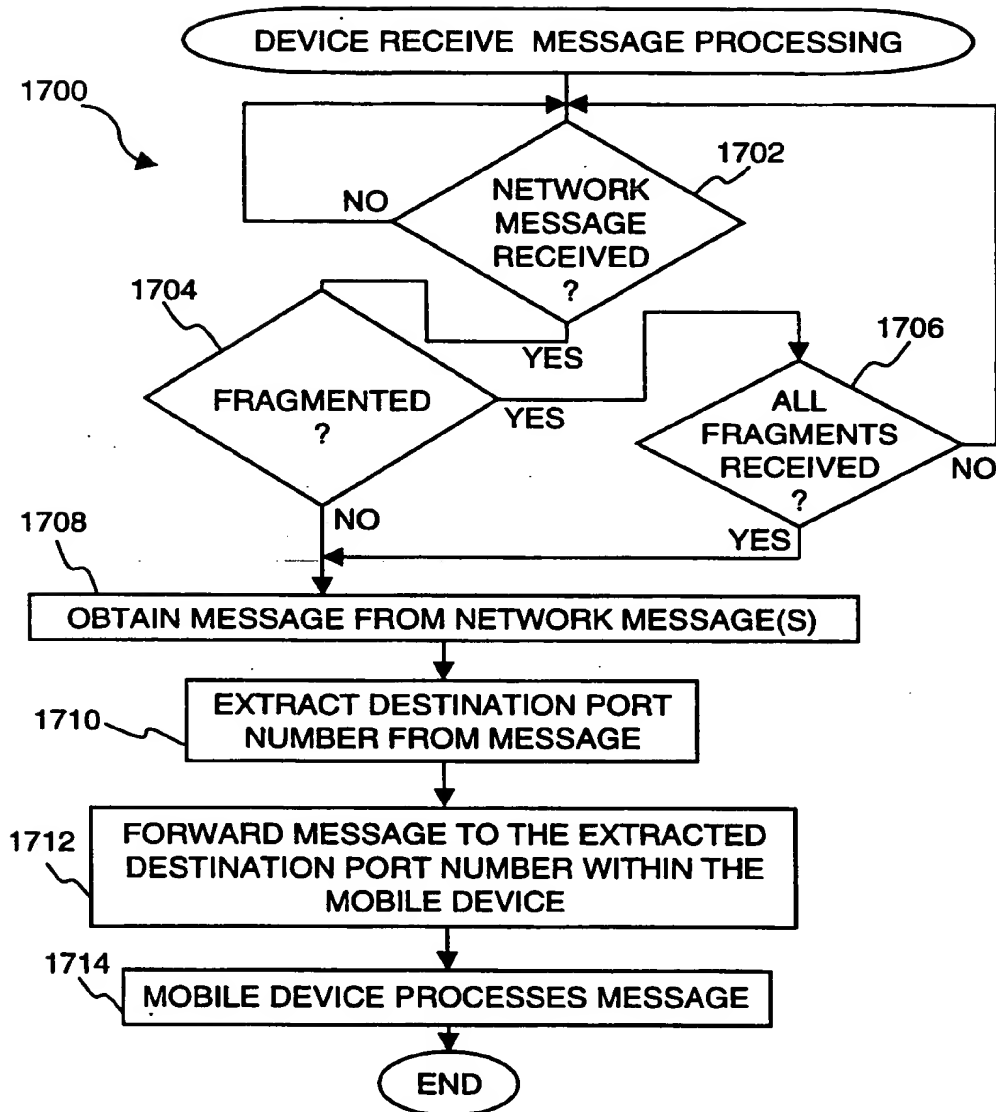 DEVICE RECEIVE MESSAGE PROCESSING
1700
1702
NETWORK
MESSAGE
RECEIVED
?
NO
YES
1704
FRAGMENTED
?
YES
NO
1706
ALL
FRAGMENTS
RECEIVED
?
NO
YES
1708
OBTAIN MESSAGE FROM NETWORK MESSAGE(S)
1710
EXTRACT DESTINATION PORT
NUMBER FROM MESSAGE
1712
FORWARD MESSAGE TO THE EXTRACTED
DESTINATION PORT NUMBER WITHIN THE
MOBILE DEVICE
1714
MOBILE DEVICE PROCESSES MESSAGE
END